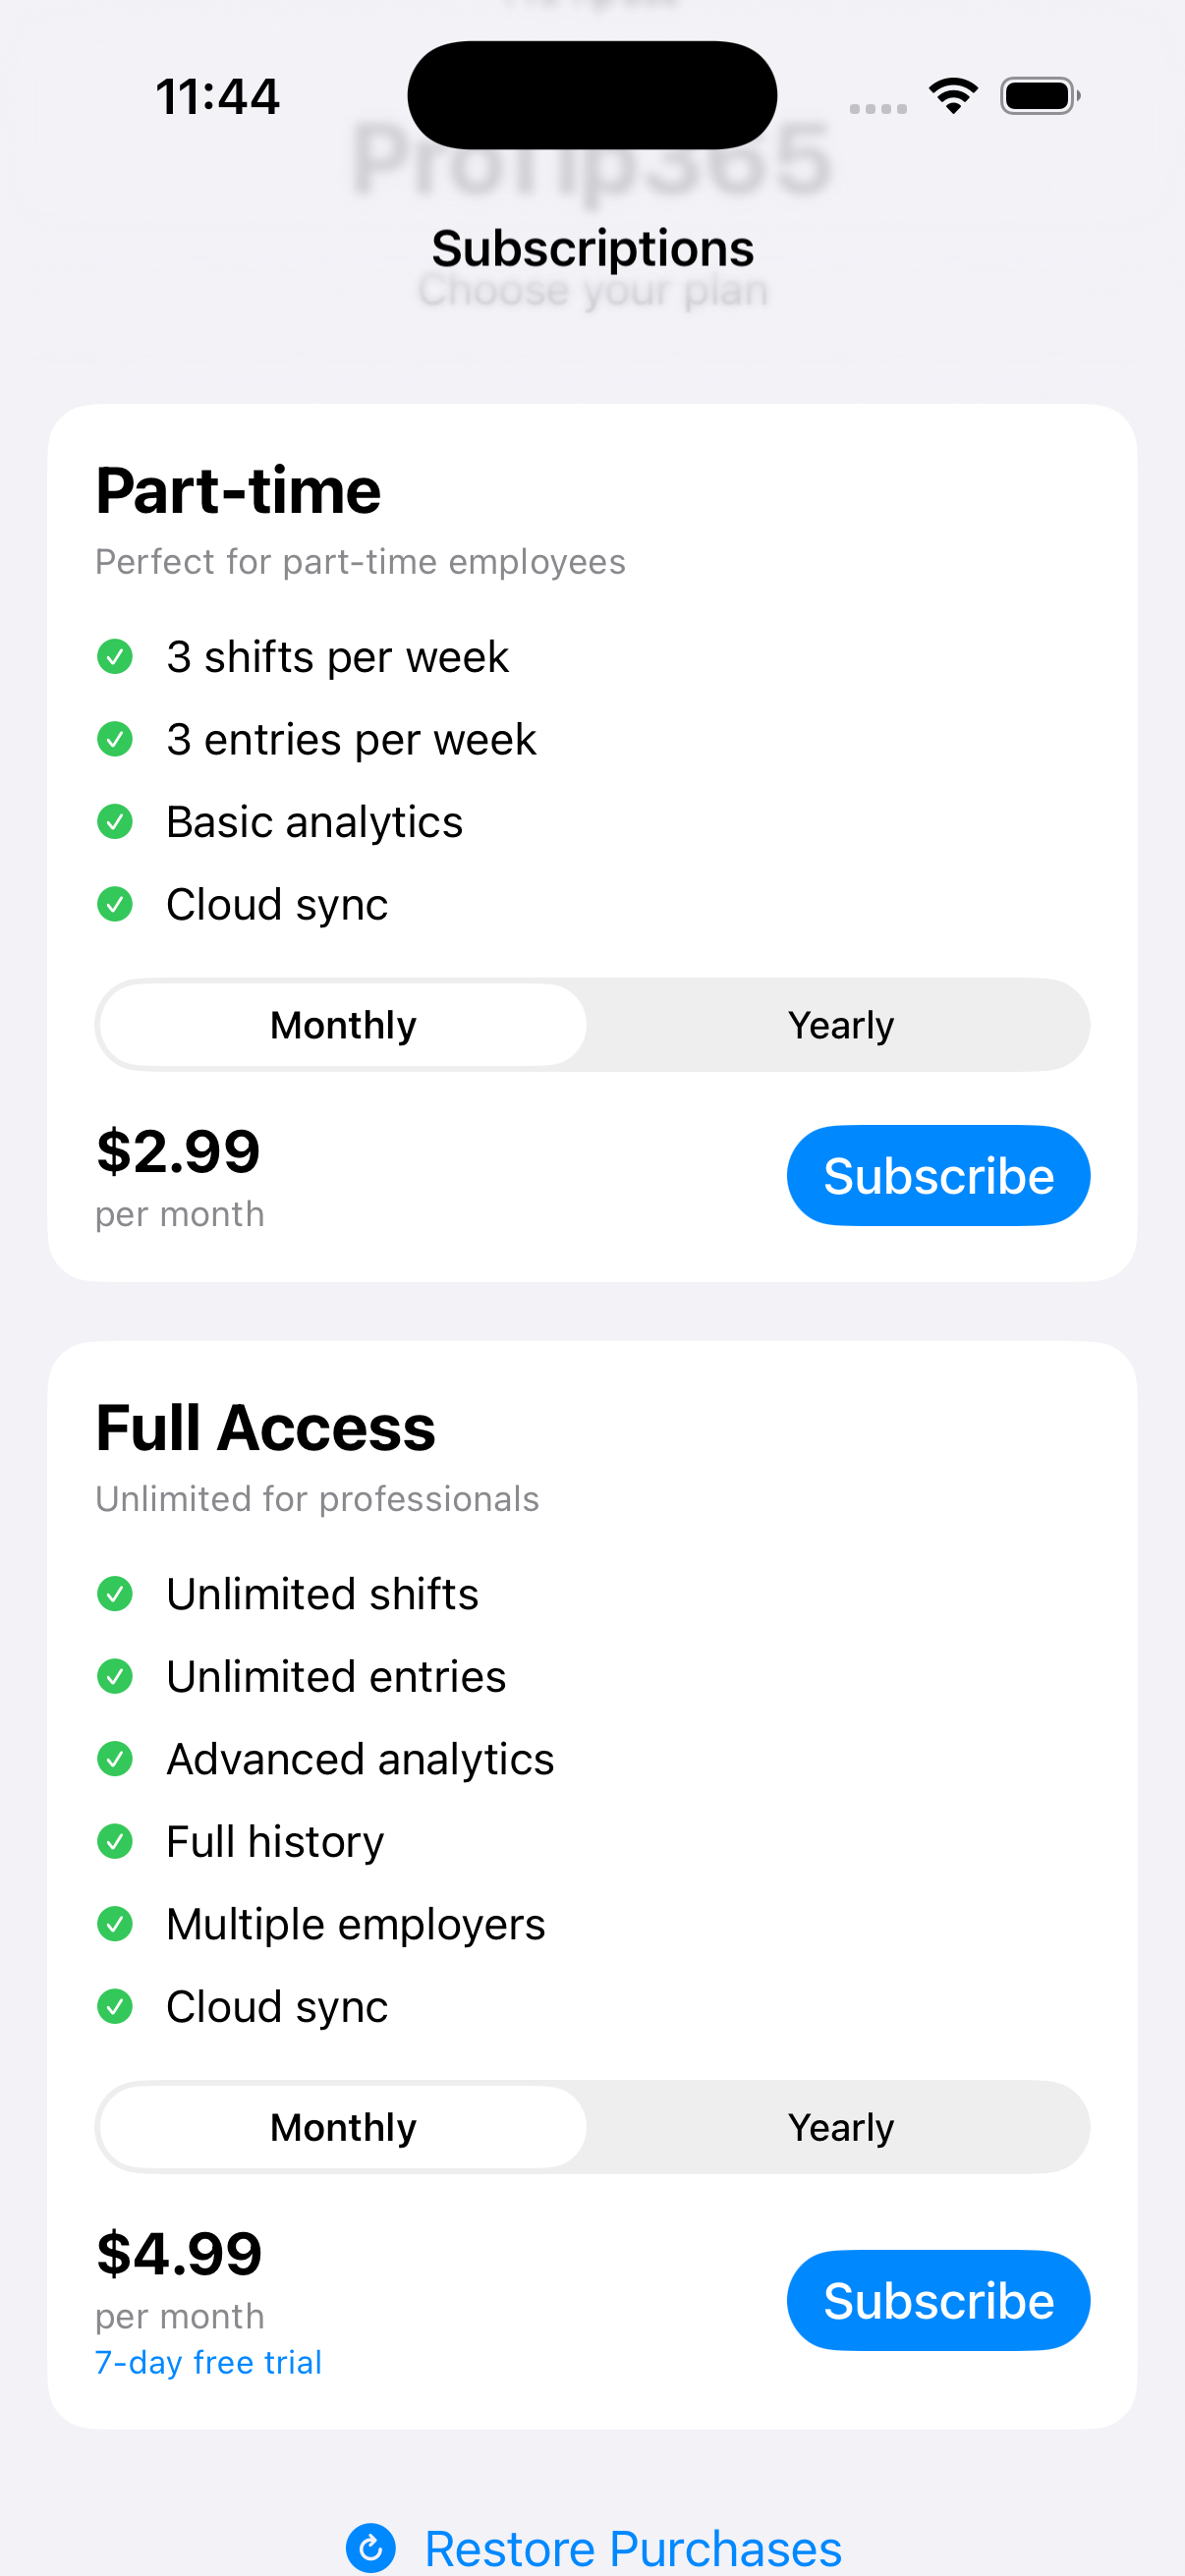 11:44
ProTip365
Subscriptions
Choose your plan
Part-time
Perfect for part-time employees
3 shifts per week
3 entries per week
Basic analytics
Cloud sync
Monthly Yearly
$2.99
per month
Subscribe
Full Access
Unlimited for professionals
Unlimited shifts
Unlimited entries
Advanced analytics
Full history
Multiple employers
Cloud sync
Monthly Yearly
$4.99
per month
7-day free trial
Subscribe
Restore Purchases